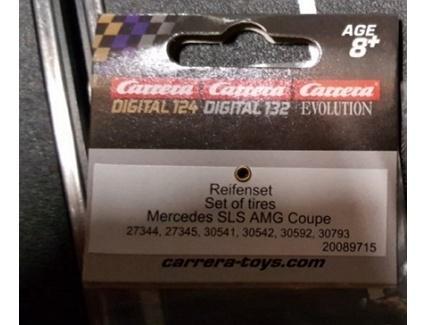 AGE
8+
Carrera Carrera Carrera
DIGITAL 124 DIGITAL 132 EVOLUTION
Reifenset
Set of tires
Mercedes SLS AMG Coupe
27344, 27345, 30541, 30542, 30592, 30793
20089715
carrera-toys.com